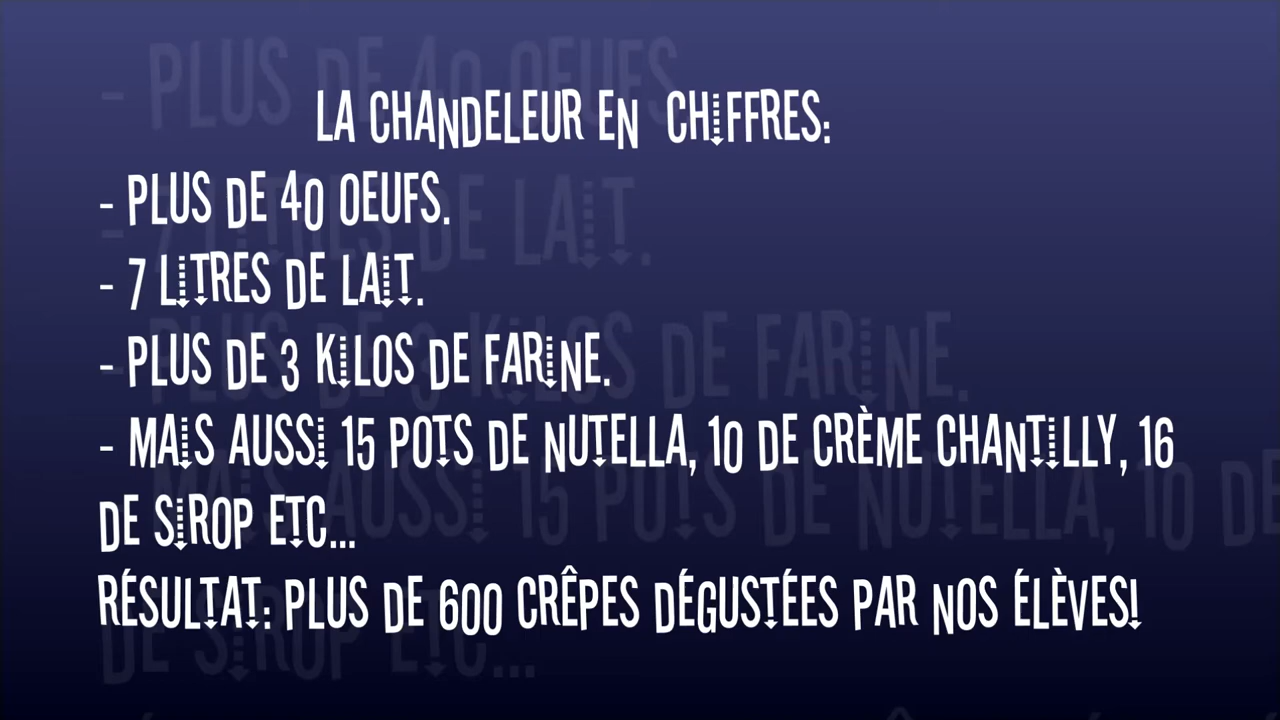 LA CHANDELEUR EN CHIFFRES:
- PLUS DE 40 OEUFS.
- 7 LITRES DE LAIT.
- PLUS DE 3 KILOS DE FARINE.
- MAIS AUSSI 15 POTS DE NUTELLA, 10 DE CRÈME CHANTILLY, 16
DE SIROP ETC...
RÉSULTAT: PLUS DE 600 CRÊPES DÉGUSTÉES PAR NOS ÉLÈVES!